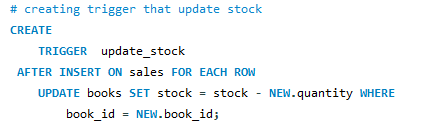 # creating trigger that update stock
CREATE
TRIGGER update_stock
AFTER INSERT ON sales FOR EACH ROW
UPDATE books SET stock = stock - NEW.quantity WHERE
book_id = NEW.book_id;